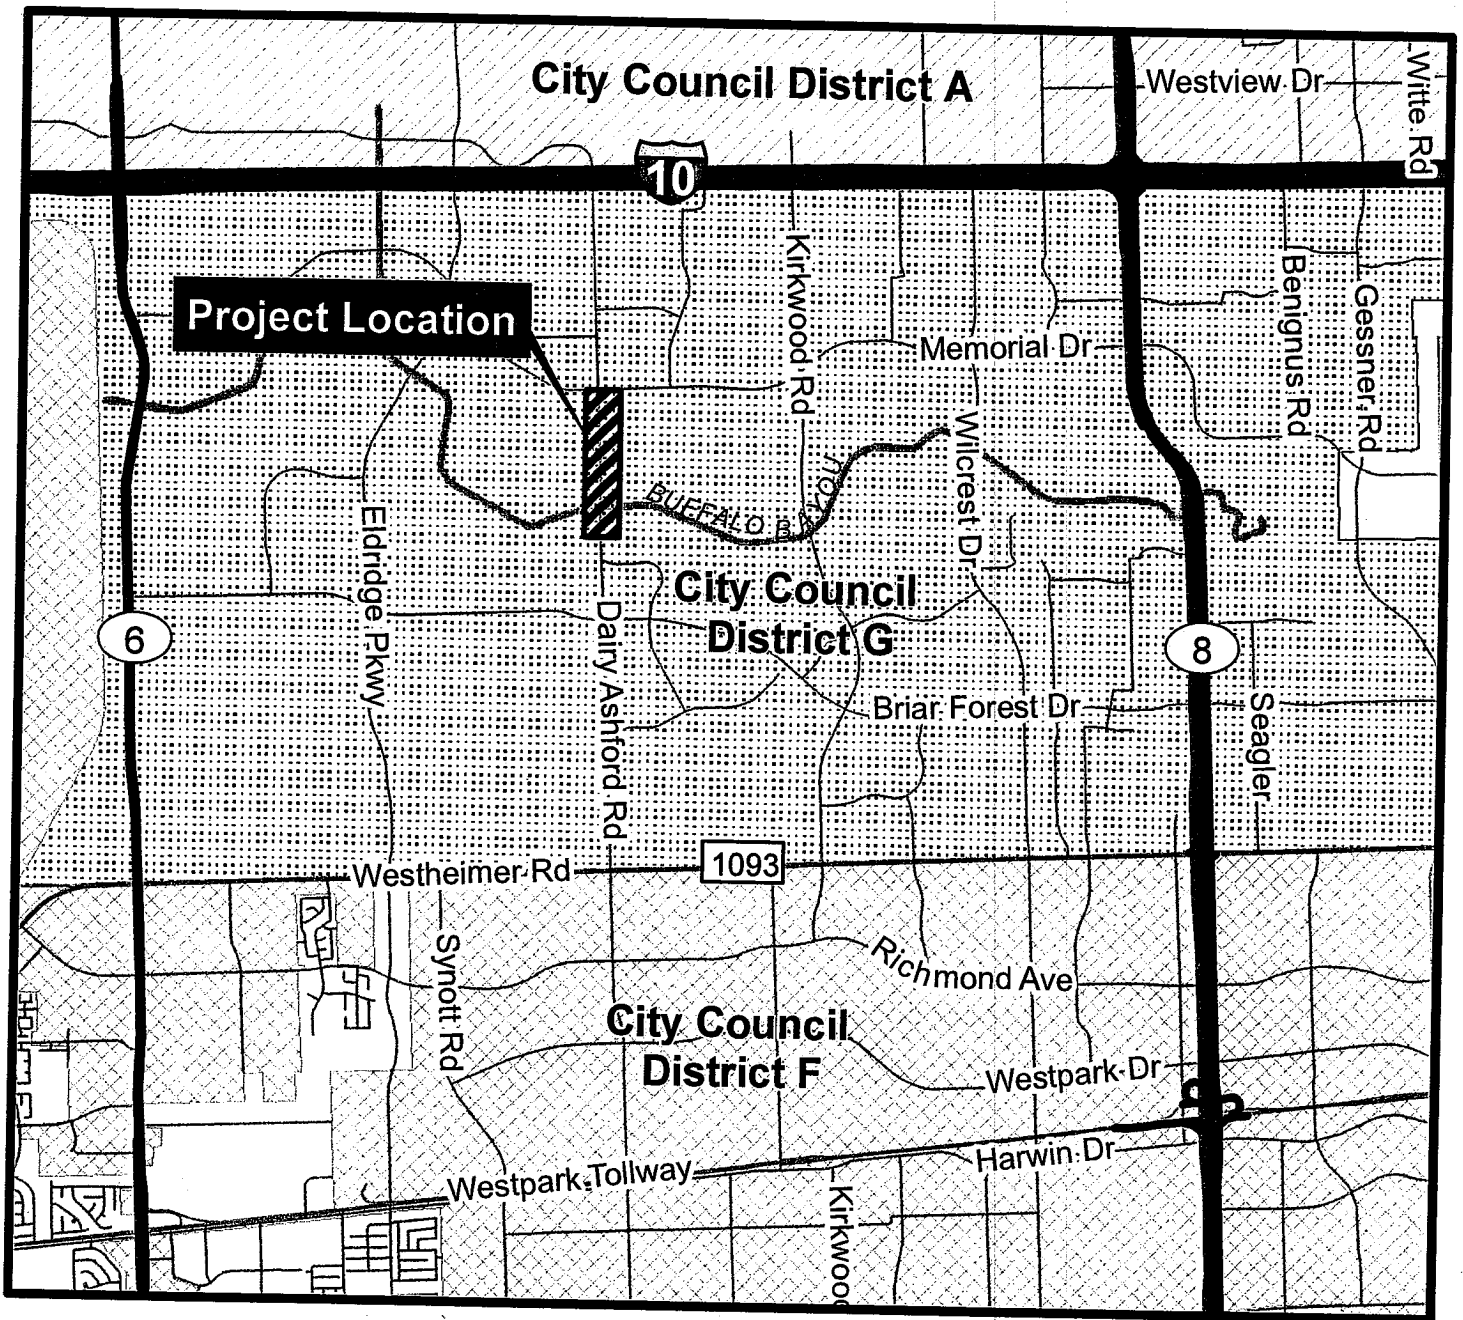 City Council District A
Westview Dr
Witte Rd
10
Project Location
Kirkwood Rd
Memorial Dr
Benignus Rd
Gessner Rd
Wilcrest Dr
BUFFALO BAYOU
Eldridge Pkwy
City Council
District G
Dairy Ashford Rd
6
8
Briar Forest Dr
Seagler
Westheimer Rd
1093
Synott Rd
Richmond Ave
City Council
District F
Westpark Dr
Harwin Dr
Westpark Tollway
Kirkwood